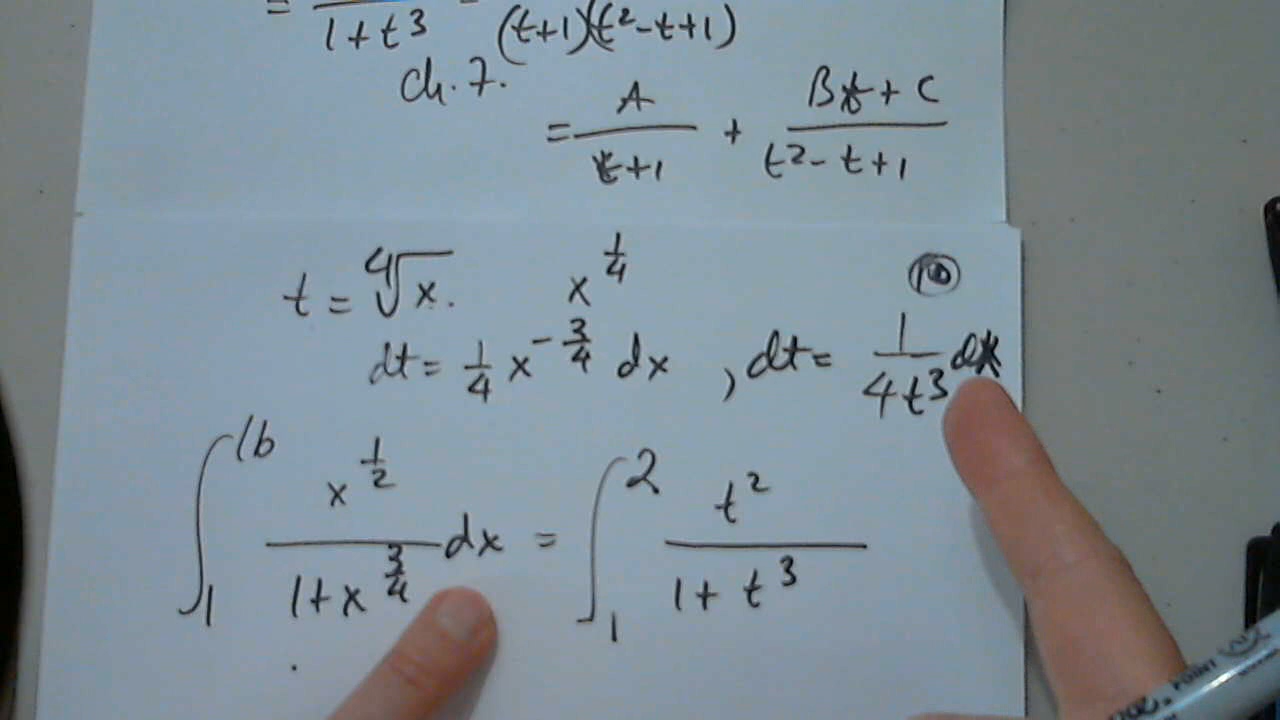 = 1+t³ = (t+1)(t²-t+1)
Ch.7.
= A/(t+1) + (Bt+C)/(t²-t+1)
t = ∜x. x^(1/4) 10
dt = 1/4 x^(-3/4) dx , dt = 1/(4t³) dx
∫₁¹⁶ x^(1/2)/(1+x^(3/4)) dx = ∫₁² t²/(1+t³)
POINT